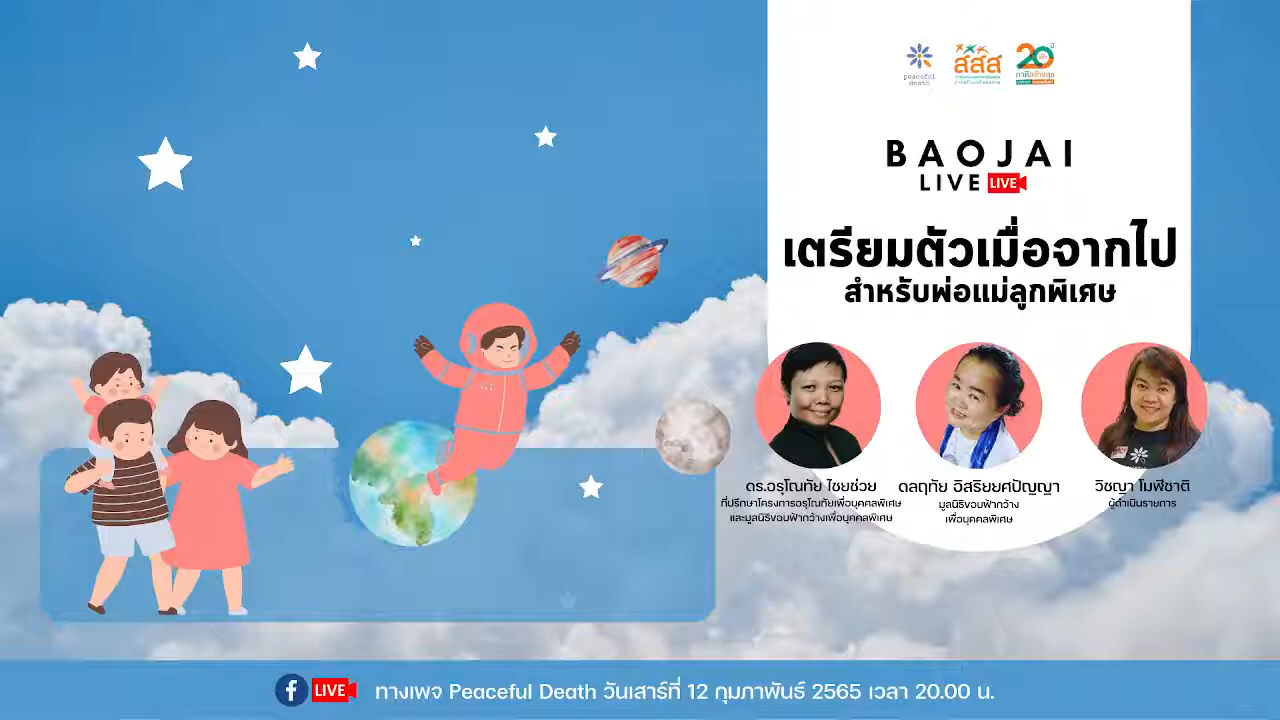 peaceful
death
สสส
20 ปี
ภาคีสร้างสุข
BAOJAI
LIVE LIVE
เตรียมตัวเมื่อจากไป
สำหรับพ่อแม่ลูกพิเศษ
ดร.อรุโณทัย ไชยช่วย
ที่ปรึกษาโครงการอรุโณทัยเพื่อบุคคลพิเศษ
และมูลนิธิขอบฟ้ากว้างเพื่อบุคคลพิเศษ
ดลฤทัย อิสริยยศปัญญา
มูลนิธิขอบฟ้ากว้าง
เพื่อบุคคลพิเศษ
วิชญา โมฬีชาติ
ผู้ดำเนินรายการ
LIVE ทางเพจ Peaceful Death วันเสาร์ที่ 12 กุมภาพันธ์ 2565 เวลา 20.00 น.